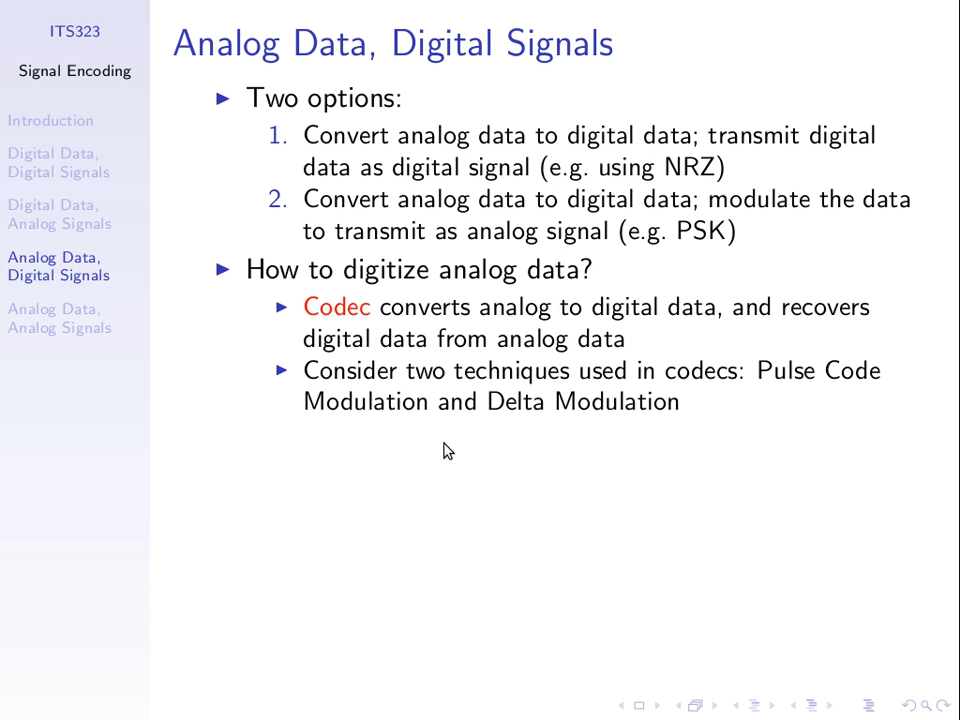 ITS323
Signal Encoding
Introduction
Digital Data,
Digital Signals
Digital Data,
Analog Signals
Analog Data,
Digital Signals
Analog Data,
Analog Signals
Analog Data, Digital Signals
Two options:
1. Convert analog data to digital data; transmit digital
data as digital signal (e.g. using NRZ)
2. Convert analog data to digital data; modulate the data
to transmit as analog signal (e.g. PSK)
How to digitize analog data?
Codec converts analog to digital data, and recovers
digital data from analog data
Consider two techniques used in codecs: Pulse Code
Modulation and Delta Modulation